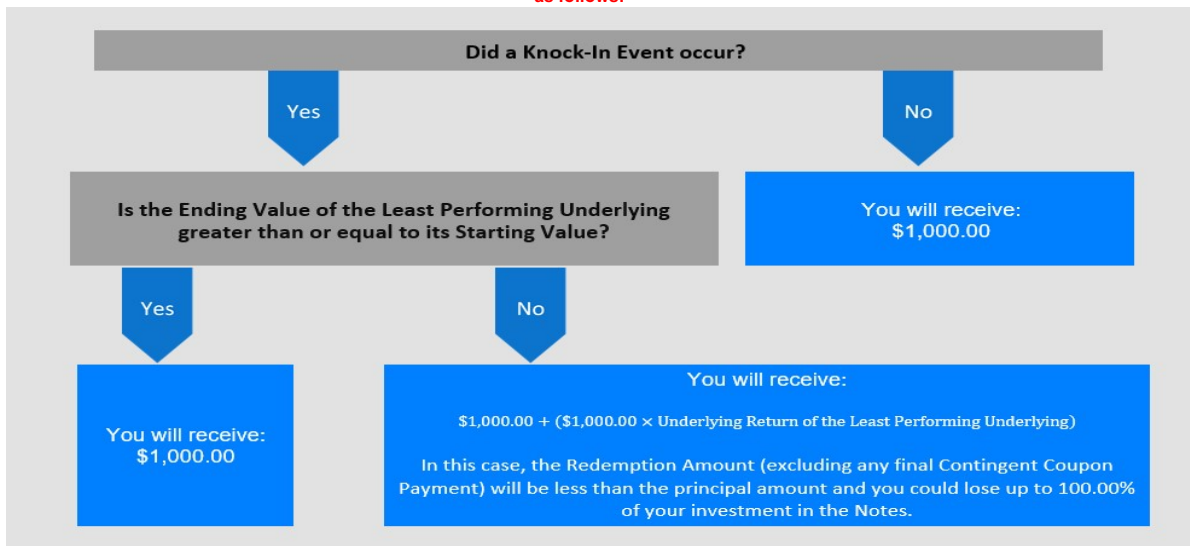 as follows:
Did a Knock-In Event occur?
Yes
No
Is the Ending Value of the Least Performing Underlying
greater than or equal to its Starting Value?
You will receive:
$1,000.00
Yes
No
You will receive:
$1,000.00
You will receive:
$1,000.00 + ($1,000.00 × Underlying Return of the Least Performing Underlying)
In this case, the Redemption Amount (excluding any final Contingent Coupon
Payment) will be less than the principal amount and you could lose up to 100.00%
of your investment in the Notes.